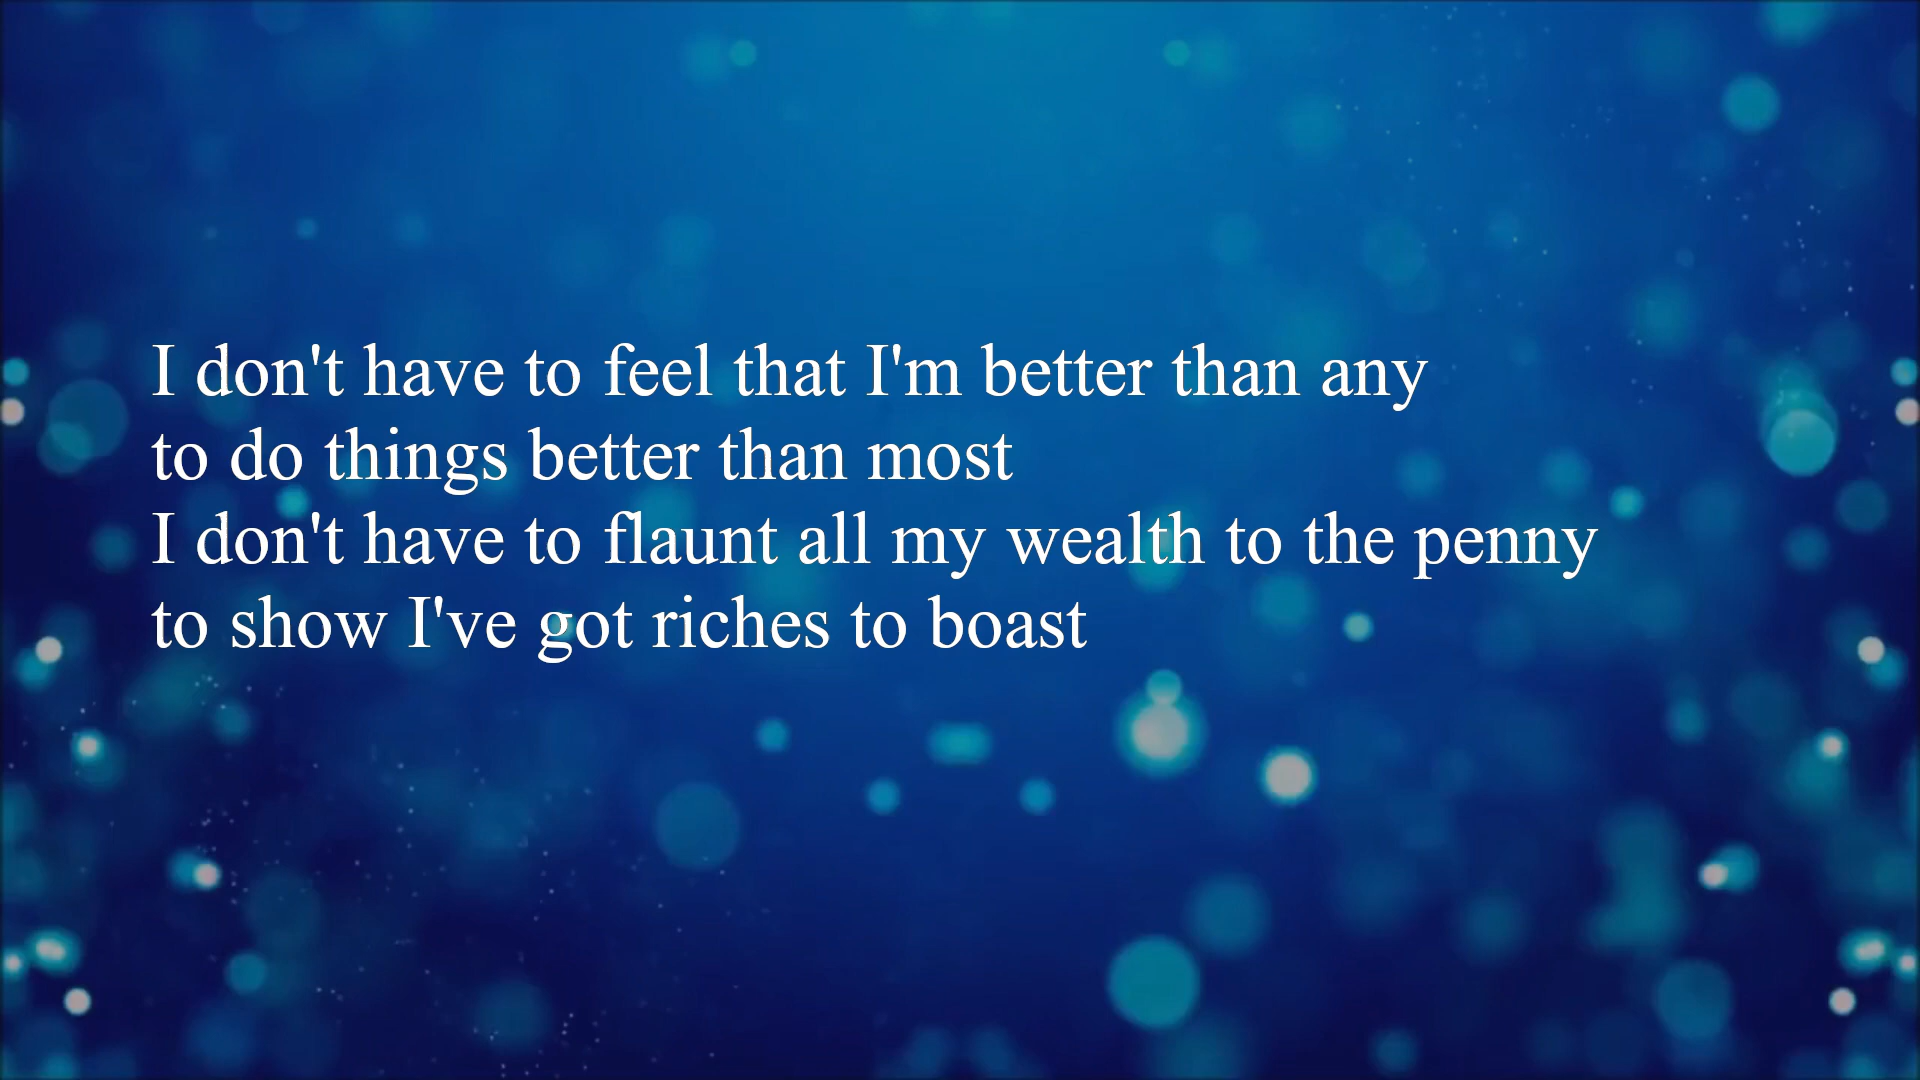 I don't have to feel that I'm better than any
to do things better than most
I don't have to flaunt all my wealth to the penny
to show I've got riches to boast